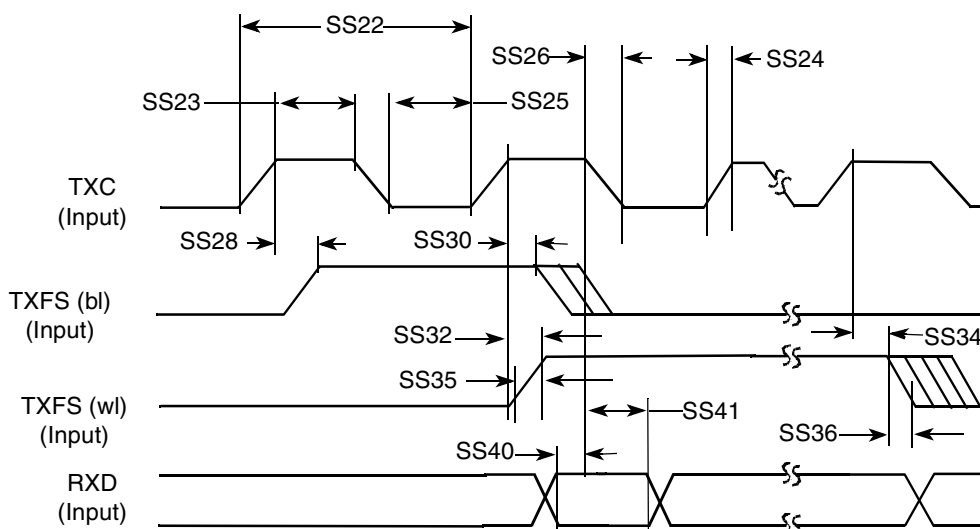 SS22
SS26
SS24
SS23
SS25
TXC
(Input)
SS28
SS30
TXFS (bl)
(Input)
SS32
SS34
SS35
TXFS (wl)
(Input)
SS41
SS36
SS40
RXD
(Input)